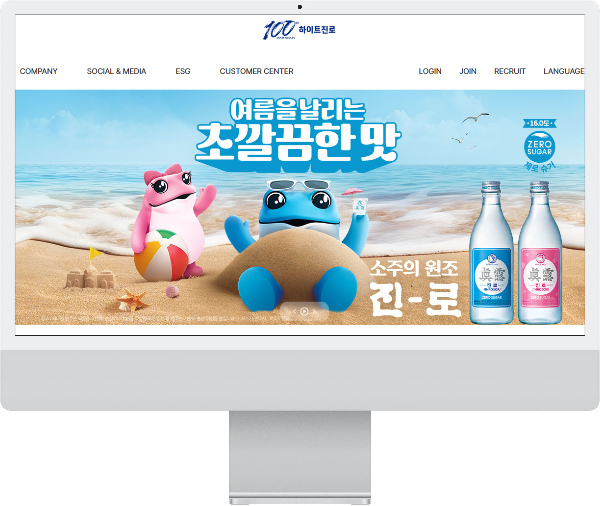 100 하이트진로
COMPANY SOCIAL & MEDIA ESG CUSTOMER CENTER LOGIN JOIN RECRUIT LANGUAGE
여름을 날리는
초깔끔한 맛
16.0도
ZERO
SUGAR
제로 슈거
소주의 원조
진-로
眞露
진로
眞露
진로